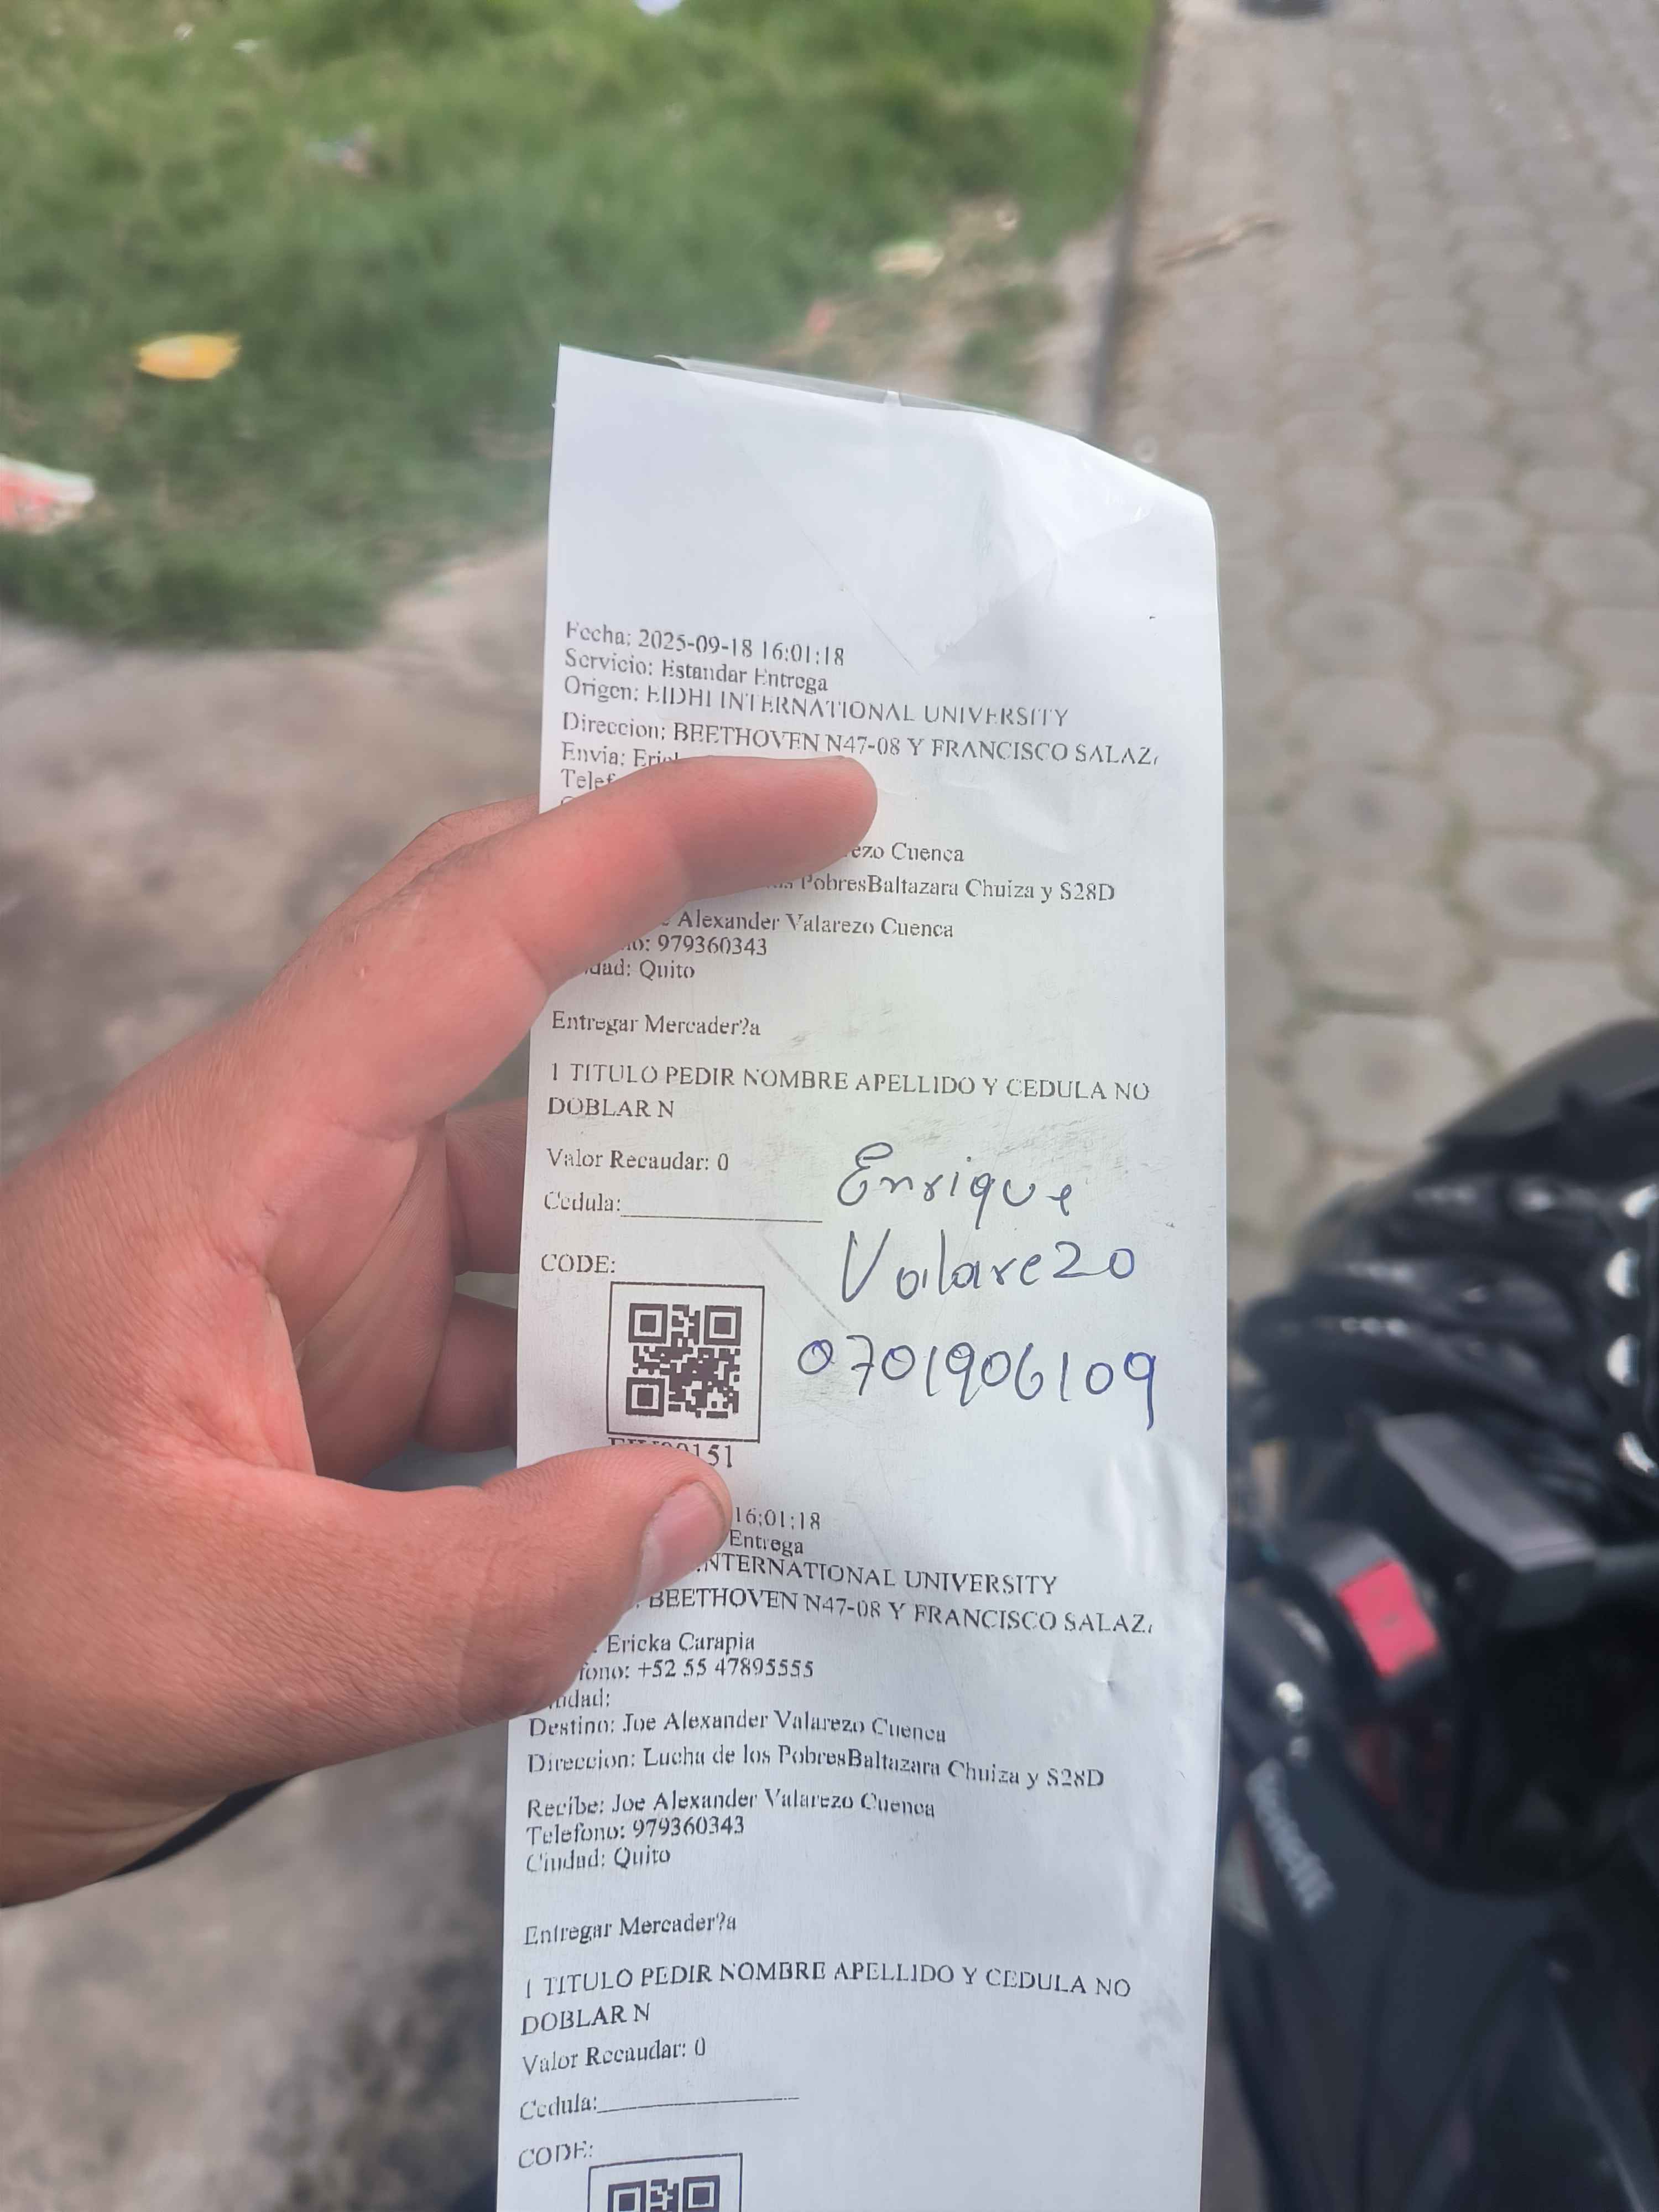 Fecha: 2025-09-18 16:01:18
Servicio: Estandar Entrega
Origen: EIDHI INTERNATIONAL UNIVERSITY
Direccion: BEETHOVEN N47-08 Y FRANCISCO SALAZ
Envia:
Cuenca
PobresBaltazara Chuiza y S28D
Alexander Valarezo Cuenca
979360343
Quito
Entregar Mercader?a
1 TITULO PEDIR NOMBRE APELLIDO Y CEDULA NO
DOBLAR N
Valor Recaudar: 0
Cedula:
Enrique
Valarezo
0701906109
CODE:
151
16:01:18
Entrega
INTERNATIONAL UNIVERSITY
BEETHOVEN N47-08 Y FRANCISCO SALAZ
Ericka Carapia
+52 55 47895555
Destino: Joe Alexander Valarezo Cuenca
Direccion: Lucha de los PobresBaltazara Chuiza y S28D
Recibe: Joe Alexander Valarezo Cuenca
Telefono: 979360343
Ciudad: Quito
Entregar Mercader?a
1 TITULO PEDIR NOMBRE APELLIDO Y CEDULA NO
DOBLAR N
Valor Recaudar: 0
Cedula:
CODE: